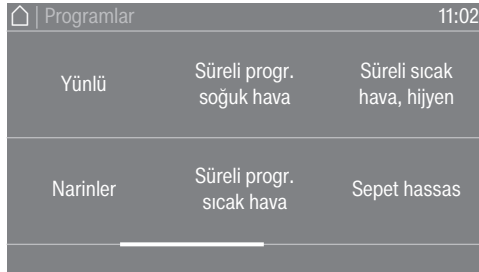 | Programlar 11:02
Yünlü
Süreli progr.
soğuk hava
Süreli sıcak
hava, hijyen
Narinler
Süreli progr.
sıcak hava
Sepet hassas